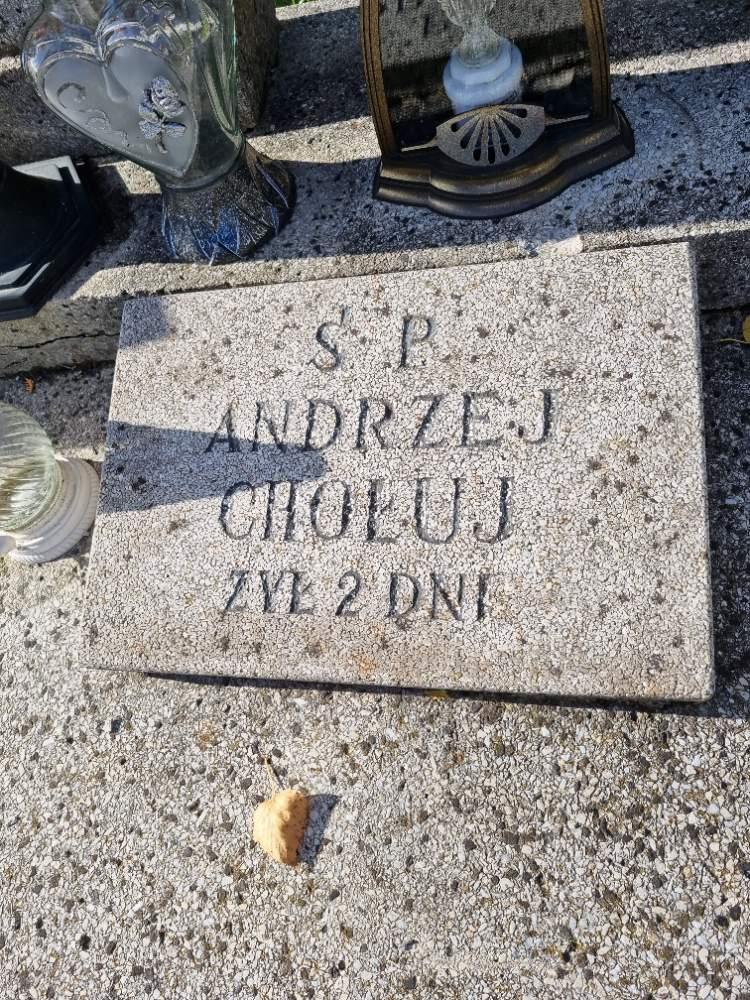 Ś P.
ANDRZEJ
CHOŁUJ
ŻYŁ 2 DNI